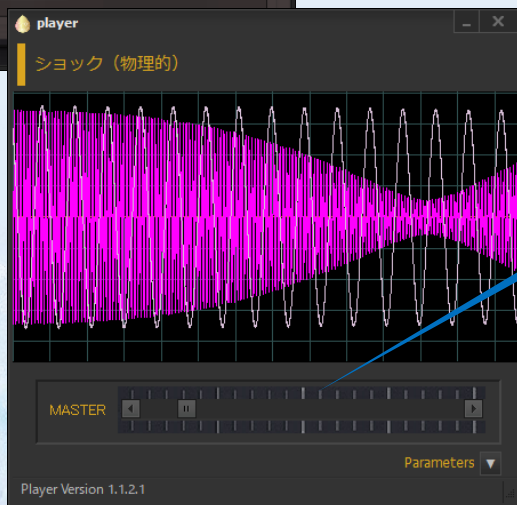 player
ショック（物理的）
MASTER
Parameters
Player Version 1.1.2.1